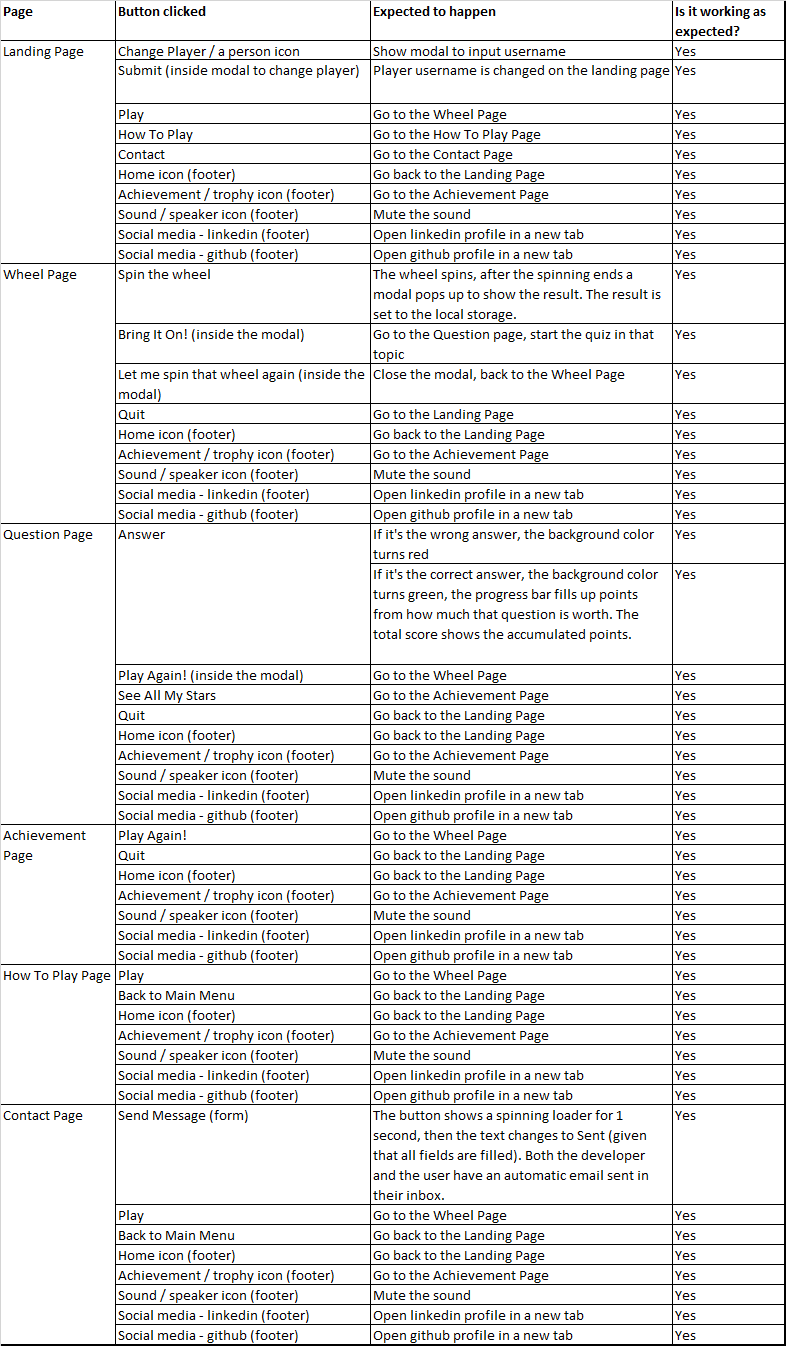 Page Button clicked Expected to happen Is it working as
expected?
Landing Page Change Player / a person icon Show modal to input username Yes
Submit (inside modal to change player) Player username is changed on the landing page Yes
Play Go to the Wheel Page Yes
How To Play Go to the How To Play Page Yes
Contact Go to the Contact Page Yes
Home icon (footer) Go back to the Landing Page Yes
Achievement / trophy icon (footer) Go to the Achievement Page Yes
Sound / speaker icon (footer) Mute the sound Yes
Social media - linkedin (footer) Open linkedin profile in a new tab Yes
Social media - github (footer) Open github profile in a new tab Yes
Wheel Page Spin the wheel The wheel spins, after the spinning ends a Yes
modal pops up to show the result. The result is
set to the local storage.
Bring It On! (inside the modal) Go to the Question page, start the quiz in that Yes
topic
Let me spin that wheel again (inside the Close the modal, back to the Wheel Page Yes
modal)
Quit Go to the Landing Page Yes
Home icon (footer) Go back to the Landing Page Yes
Achievement / trophy icon (footer) Go to the Achievement Page Yes
Sound / speaker icon (footer) Mute the sound Yes
Social media - linkedin (footer) Open linkedin profile in a new tab Yes
Social media - github (footer) Open github profile in a new tab Yes
Question Page Answer If it's the wrong answer, the background color Yes
turns red
If it's the correct answer, the background color Yes
turns green, the progress bar fills up points
from how much that question is worth. The
total score shows the accumulated points.
Play Again! (inside the modal) Go to the Wheel Page Yes
See All My Stars Go to the Achievement Page Yes
Quit Go back to the Landing Page Yes
Home icon (footer) Go back to the Landing Page Yes
Achievement / trophy icon (footer) Go to the Achievement Page Yes
Sound / speaker icon (footer) Mute the sound Yes
Social media - linkedin (footer) Open linkedin profile in a new tab Yes
Social media - github (footer) Open github profile in a new tab Yes
Achievement Play Again! Go to the Wheel Page Yes
Page Quit Go back to the Landing Page Yes
Home icon (footer) Go back to the Landing Page Yes
Achievement / trophy icon (footer) Go to the Achievement Page Yes
Sound / speaker icon (footer) Mute the sound Yes
Social media - linkedin (footer) Open linkedin profile in a new tab Yes
Social media - github (footer) Open github profile in a new tab Yes
How To Play Page Play Go to the Wheel Page Yes
Back to Main Menu Go back to the Landing Page Yes
Home icon (footer) Go back to the Landing Page Yes
Achievement / trophy icon (footer) Go to the Achievement Page Yes
Sound / speaker icon (footer) Mute the sound Yes
Social media - linkedin (footer) Open linkedin profile in a new tab Yes
Social media - github (footer) Open github profile in a new tab Yes
Contact Page Send Message (form) The button shows a spinning loader for 1 Yes
second, then the text changes to Sent (given
that all fields are filled). Both the developer
and the user have an automatic email sent in
their inbox.
Play Go to the Wheel Page Yes
Back to Main Menu Go back to the Landing Page Yes
Home icon (footer) Go back to the Landing Page Yes
Achievement / trophy icon (footer) Go to the Achievement Page Yes
Sound / speaker icon (footer) Mute the sound Yes
Social media - linkedin (footer) Open linkedin profile in a new tab Yes
Social media - github (footer) Open github profile in a new tab Yes